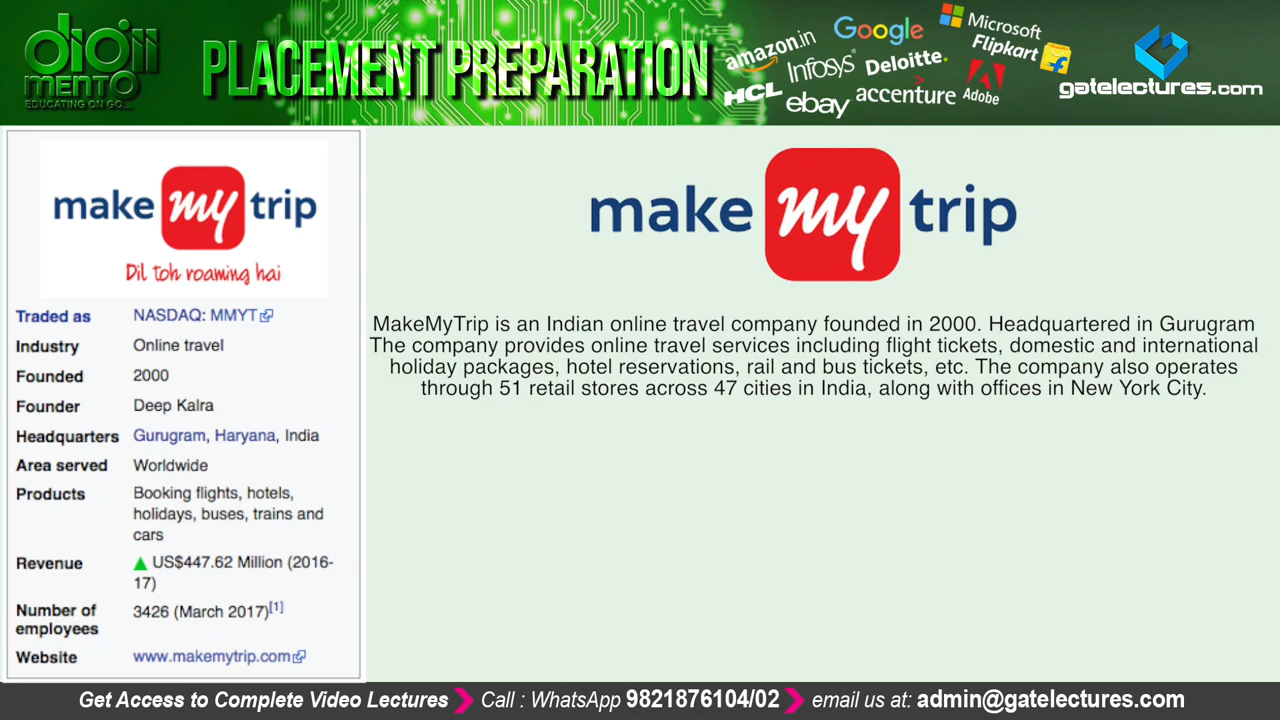 digii
MENTO
EDUCATING ON GO...
PLACEMENT PREPARATION
amazon.in
Google
Microsoft
Infosys
Deloitte.
Flipkart
HCL
ebay
accenture
Adobe
gatelectures.com
make my trip
Dil toh roaming hai
Traded as NASDAQ: MMYT
Industry Online travel
Founded 2000
Founder Deep Kalra
Headquarters Gurugram, Haryana, India
Area served Worldwide
Products Booking flights, hotels,
holidays, buses, trains and
cars
Revenue ▲ US$447.62 Million (2016-
17)
Number of 3426 (March 2017)[1]
employees
Website www.makemytrip.com
make my trip
MakeMyTrip is an Indian online travel company founded in 2000. Headquartered in Gurugram
The company provides online travel services including flight tickets, domestic and international
holiday packages, hotel reservations, rail and bus tickets, etc. The company also operates
through 51 retail stores across 47 cities in India, along with offices in New York City.
Get Access to Complete Video Lectures Call : WhatsApp 9821876104/02 email us at: admin@gatelectures.com